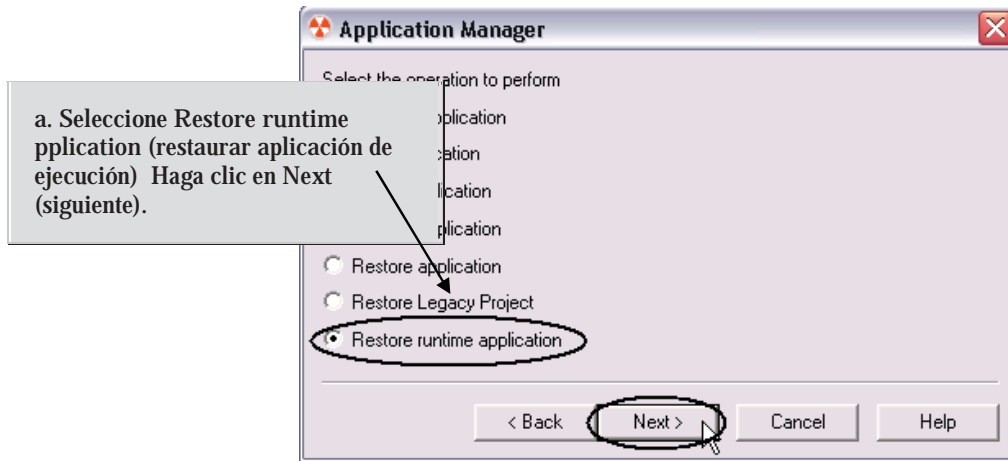 Application Manager
Select the operation to perform
a. Seleccione Restore runtime
pplication (restaurar aplicación de
ejecución) Haga clic en Next
(siguiente).
Restore application
Restore Legacy Project
Restore runtime application
< Back
Next >
Cancel
Help